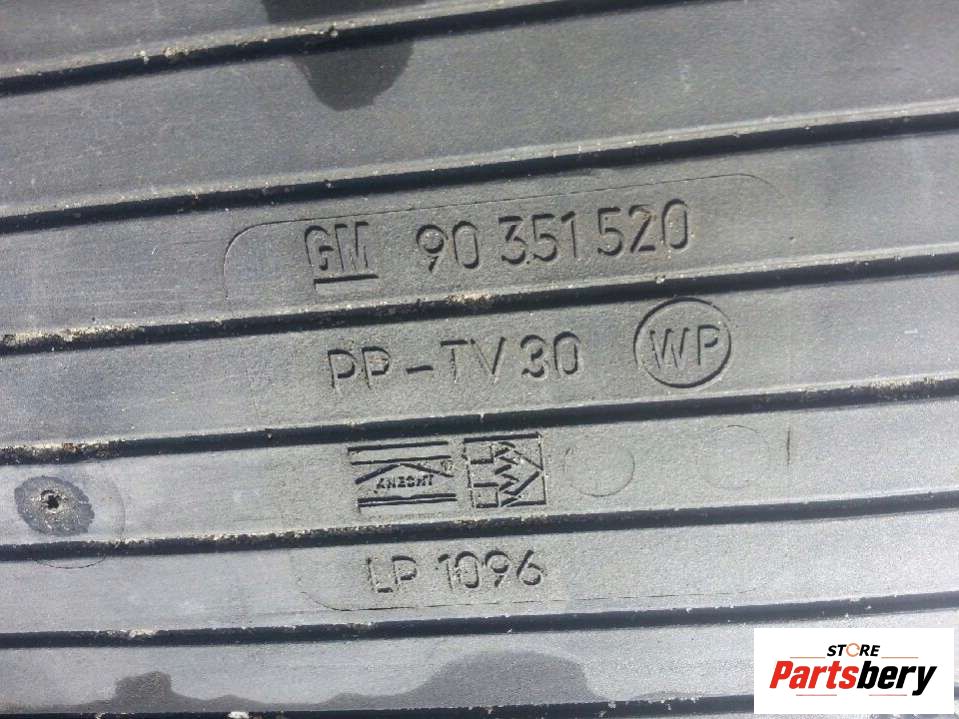 GM 90 351 520
PP-TV30 WP
KNECHT
LP 1096
STORE
Partsbery